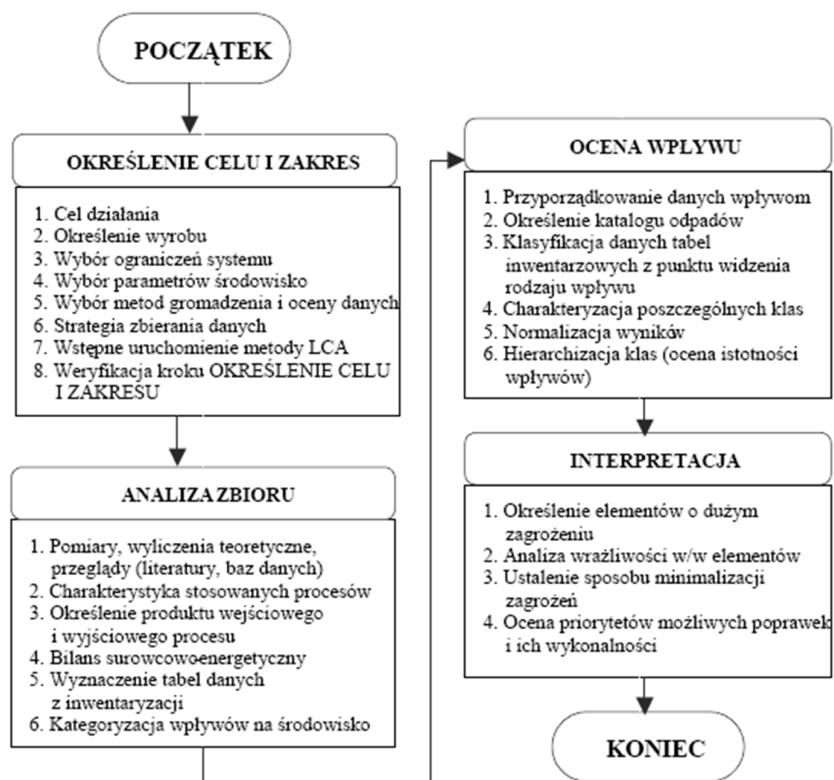 POCZĄTEK
OKREŚLENIE CELU I ZAKRES
1. Cel działania
2. Określenie wyrobu
3. Wybór ograniczeń systemu
4. Wybór parametrów środowisko
5. Wybór metod gromadzenia i oceny danych
6. Strategia zbierania danych
7. Wstępne uruchomienie metody LCA
8. Weryfikacja kroku OKREŚLENIE CELU
I ZAKRESU
ANALIZA ZBIORU
1. Pomiary, wyliczenia teoretyczne,
przeglądy (literatury, baz danych)
2. Charakterystyka stosowanych procesów
3. Określenie produktu wejściowego
i wyjściowego procesu
4. Bilans surowcowoenergetyczny
5. Wyznaczenie tabel danych
z inwentaryzacji
6. Kategoryzacja wpływów na środowisko
OCENA WPŁYWU
1. Przyporządkowanie danych wpływom
2. Określenie katalogu odpadów
3. Klasyfikacja danych tabel
inwentarzowych z punktu widzenia
rodzaju wpływu
4. Charakteryzacja poszczególnych klas
5. Normalizacja wyników
6. Hierarchizacja klas (ocena istotności
wpływów)
INTERPRETACJA
1. Określenie elementów o dużym
zagrożeniu
2. Analiza wrażliwości w/w elementów
3. Ustalenie sposobu minimalizacji
zagrożeń
4. Ocena priorytetów możliwych poprawek
i ich wykonalności
KONIEC